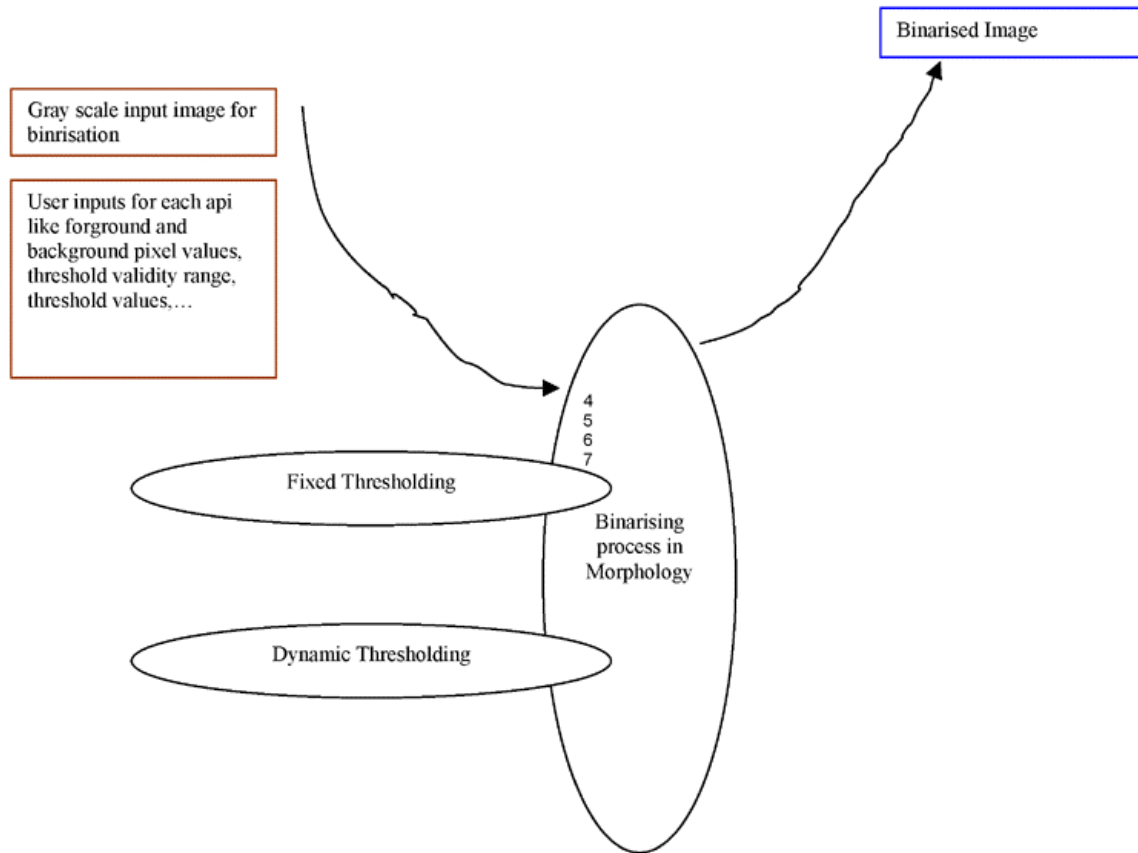 Binarised Image
Gray scale input image for
binrisation
User inputs for each api
like forground and
background pixel values,
threshold validity range,
threshold values,...
4
5
6
7
Fixed Thresholding
Binarising
process in
Morphology
Dynamic Thresholding